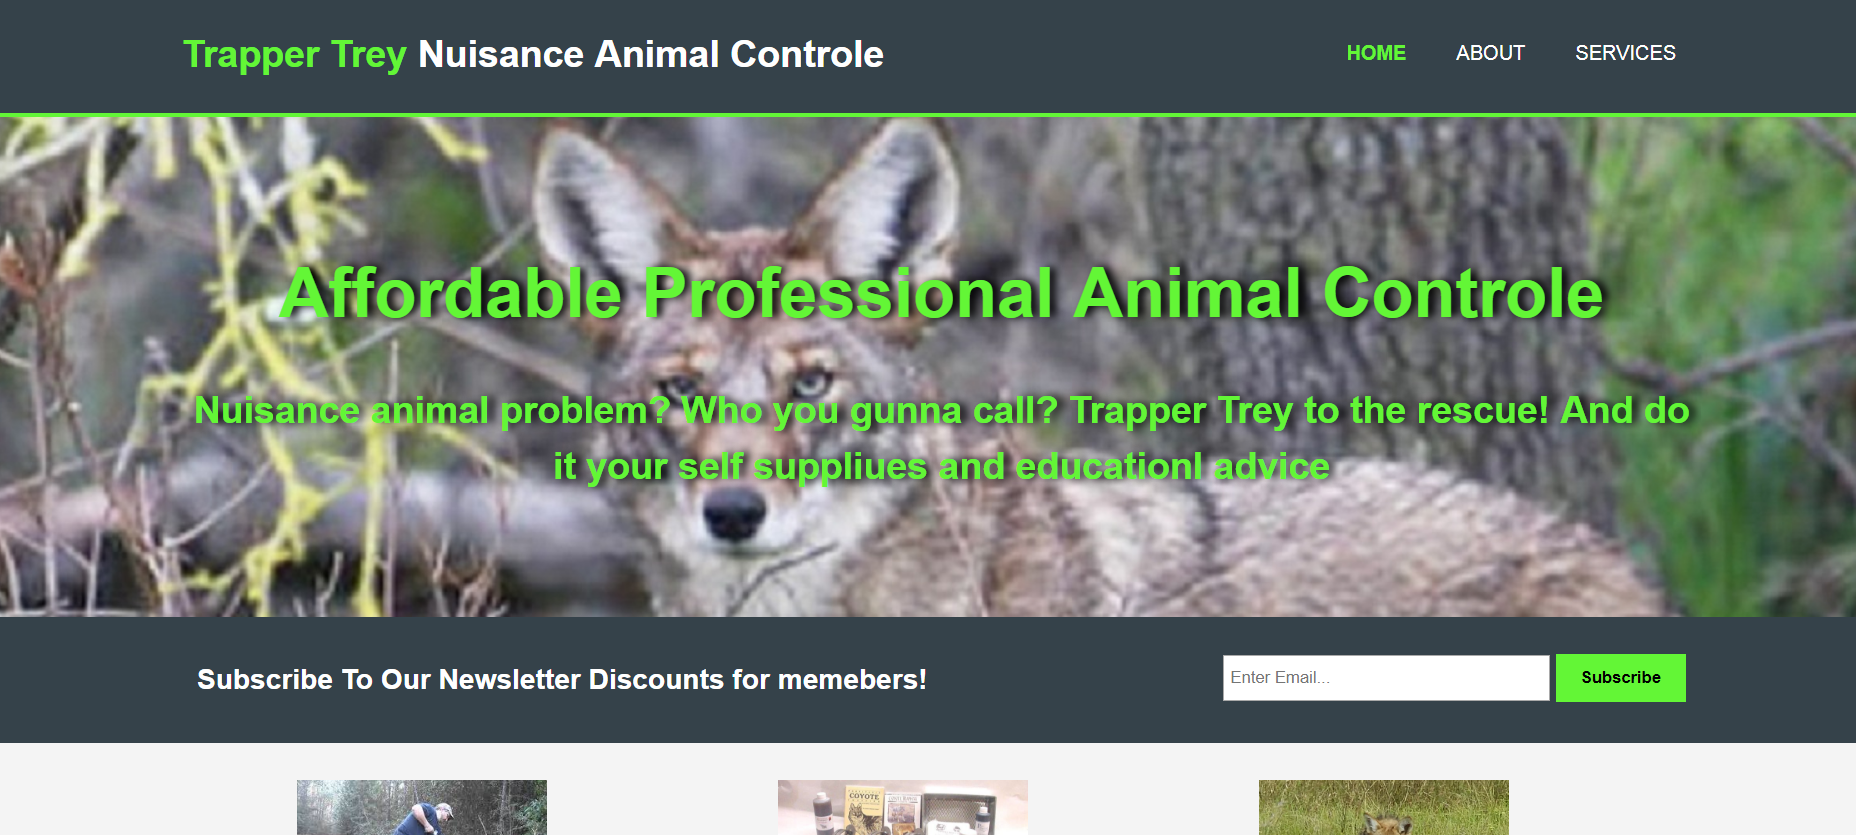 Trapper Trey Nuisance Animal Controle
HOME ABOUT SERVICES
Affordable Professional Animal Controle
Nuisance animal problem? Who you gunna call? Trapper Trey to the rescue! And do
it your self suppliues and educationl advice
Subscribe To Our Newsletter Discounts for memebers!
Enter Email...
Subscribe
COYOTE